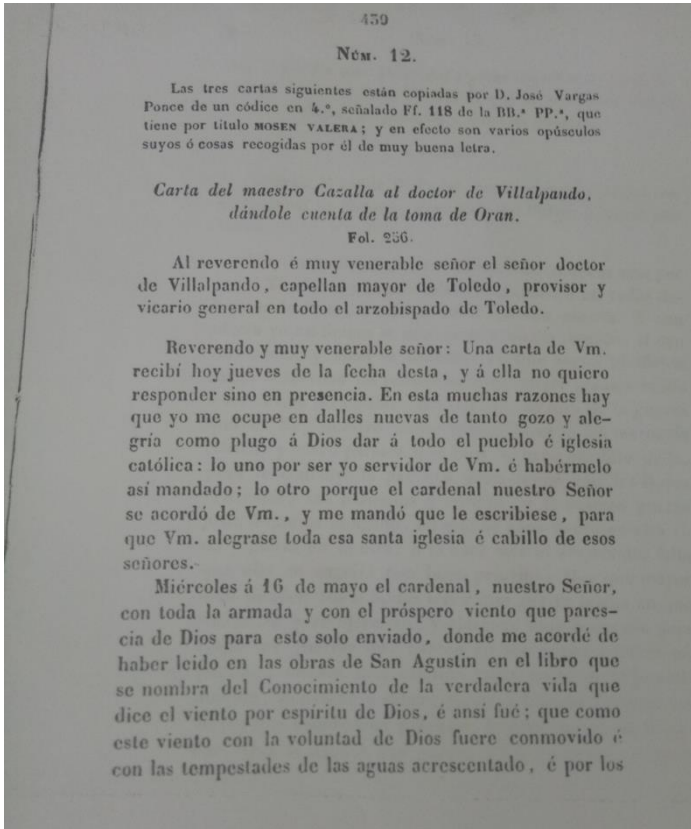 439
NÚM. 12.
Las tres cartas siguientes están copiadas por D. José Vargas
Ponce de un códice en 4.º, señalado Ff. 118 de la BB.ª PP.ª, que
tiene por título MOSEN VALERA; y en efecto son varios opúsculos
suyos ó cosas recogidas por él de muy buena letra.
Carta del maestro Cazalla al doctor de Villalpando,
dándole cuenta de la toma de Oran.
Fol. 256.
Al reverendo é muy venerable señor el señor doctor
de Villalpando, capellan mayor de Toledo, provisor y
vicario general en todo el arzobispado de Toledo.
Reverendo y muy venerable señor: Una carta de Vm.
recibí hoy jueves de la fecha desta, y á ella no quiero
responder sino en presencia. En esta muchas razones hay
que yo me ocupe en dalles nuevas de tanto gozo y ale-
gría como plugo á Dios dar á todo el pueblo é iglesia
católica: lo uno por ser yo servidor de Vm. é habérmelo
así mandado; lo otro porque el cardenal nuestro Señor
se acordó de Vm., y me mandó que le escribiese, para
que Vm. alegrase toda esa santa iglesia é cabillo de esos
señores.
Miércoles á 16 de mayo el cardenal, nuestro Señor,
con toda la armada y con el próspero viento que pares-
cia de Dios para esto solo enviado, donde me acordé de
haber leido en las obras de San Agustin en el libro que
se nombra del Conocimiento de la verdadera vida que
dice el viento por espíritu de Dios, é ansí fué; que como
este viento con la voluntad de Dios fuere conmovido é
con las tempestades de las aguas acrescentado, é por los